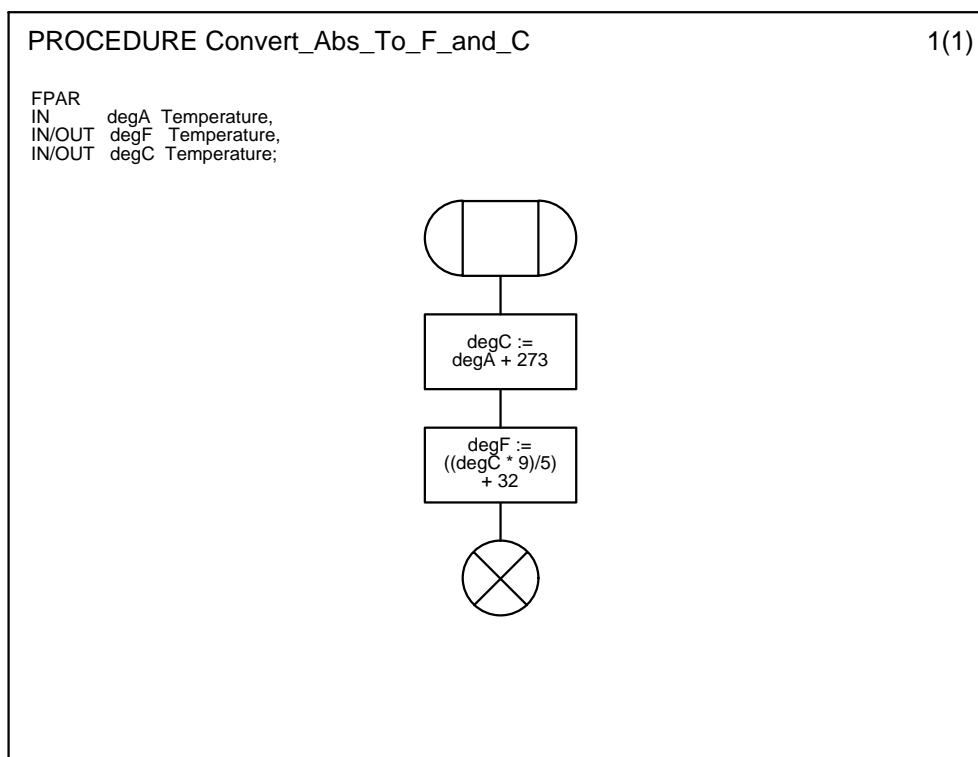 PROCEDURE Convert_Abs_To_F_and_C 1(1)
FPAR
IN degA Temperature,
IN/OUT degF Temperature,
IN/OUT degC Temperature;
degC :=
degA + 273
degF :=
((degC * 9)/5)
+ 32